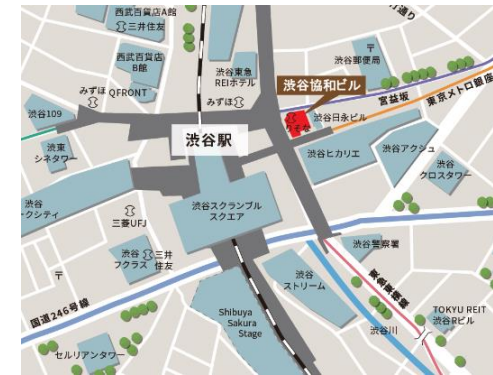 西武百貨店A館
三井住友
西武百貨店
B館
みずほ
QFRONT
渋谷109
渋東
シネタワー
渋谷東急
REIホテル
みずほ
渋谷郵便局
渋谷協和ビル
宮益坂
りそな
渋谷日永ビル
東京メトロ銀座
渋谷駅
渋谷ヒカリエ
渋谷アクシュ
渋谷
クロスタワー
渋谷
ークシティ
渋谷スクランブル
スクエア
三菱UFJ
渋谷
フクラス
三井
住友
渋谷警察署
国道246号線
渋谷
ストリーム
Shibuya
Sakura
Stage
渋谷川
TOKYU REIT
渋谷Rビル
セルリアンタワー